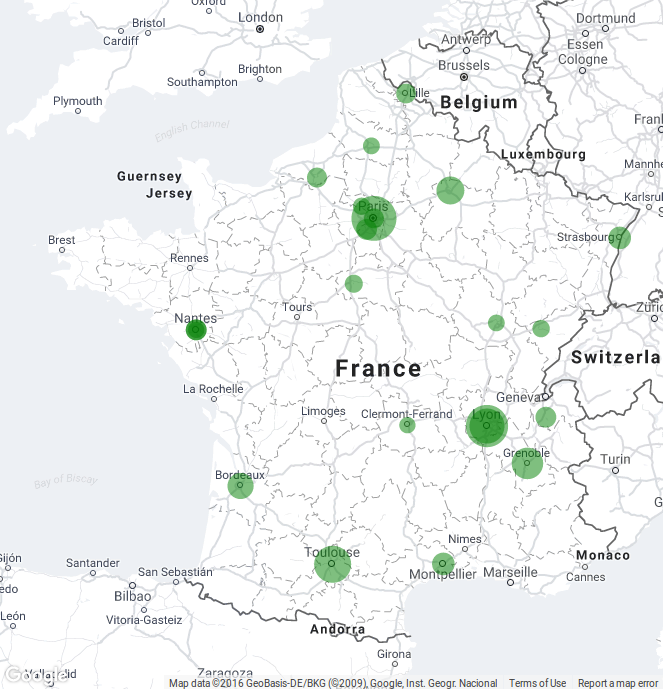 Oxford
London
Dortmund
Bristol
Cardiff
Antwerp
Essen
Cologne
Brussels
Southampton
Brighton
Lille
Belgium
Plymouth
English Channel
Frank
Luxembourg
Mannhe
Guernsey
Jersey
Karlsruh
Paris
Strasbourg
Brest
Rennes
Tours
Nantes
Züric
France
Switzerla
La Rochelle
Geneva
Limoges
Clermont-Ferrand
Lyon
Grenoble
Turin
Bay of Biscay
Bordeaux
Nimes
Toulouse
Monaco
Gijón
Santander
San Sebastián
Montpellier
Marseille
Cannes
edo
Bilbao
León
Vitoria-Gasteiz
Andorra
Girona
Google
Valladolid
Zaragoza
Map data ©2016 GeoBasis-DE/BKG (©2009), Google, Inst. Geogr. Nacional
Terms of Use
Report a map error